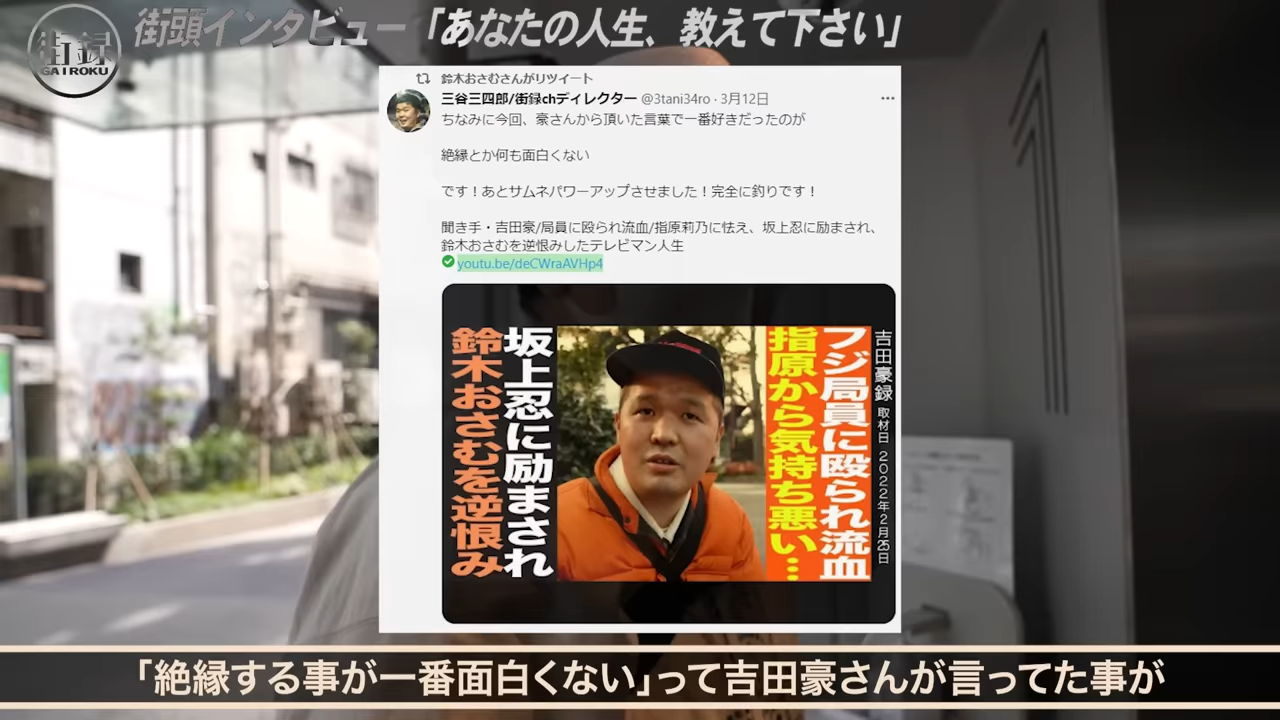 街録
GAIROKU
街頭インタビュー「あなたの人生、教えて下さい」
鈴木おさむさんがリツイート
三谷三四郎/街録chディレクター @3tani34ro · 3月12日
ちなみに今回、豪さんから頂いた言葉で一番好きだったのが
絶縁とか何も面白くない
です！あとサムネパワーアップさせました！完全に釣りです！
聞き手・吉田豪/局員に殴られ流血/指原莉乃に怯え、坂上忍に励まされ、
鈴木おさむを逆恨みしたテレビマン人生
youtu.be/deCWraAVHp4
吉田豪録 取材日 2022年2月25日
フジ局員に殴られ流血
指原から気持ち悪い…
坂上忍に励まされ
鈴木おさむを逆恨み
「絶縁する事が一番面白くない」って吉田豪さんが言ってた事が